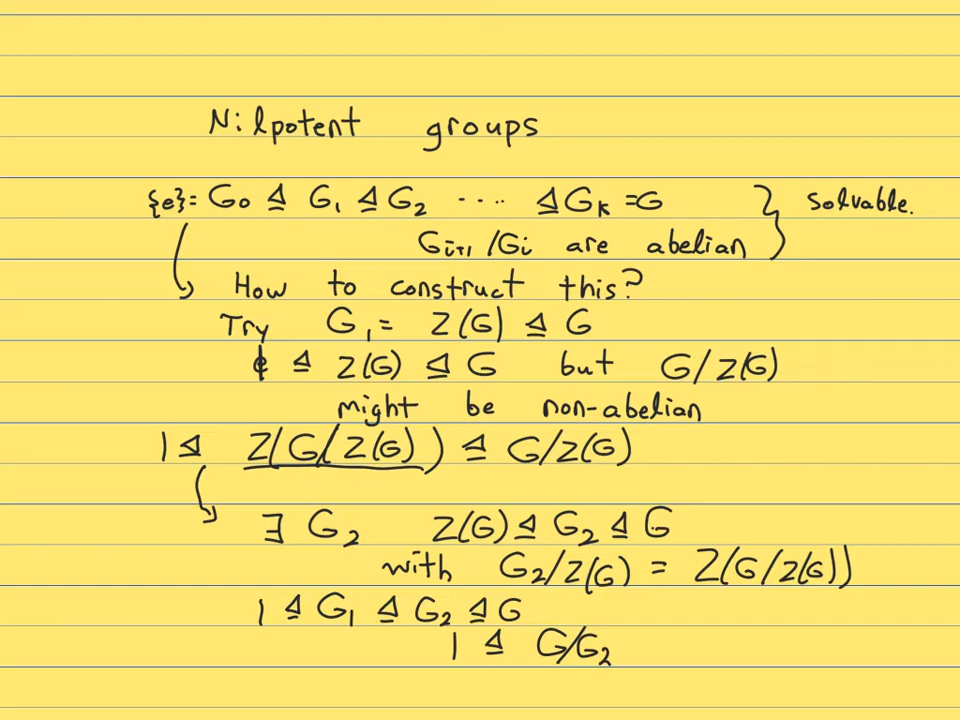 Nilpotent groups
{e}= G₀ ⊴ G₁ ⊴ G₂ .... ⊴ Gₖ = G } solvable.
Gᵢ₊₁/Gᵢ are abelian
How to construct this?
Try G₁ = Z(G) ⊴ G
⊴ Z(G) ⊴ G but G/Z(G)
might be non-abelian
1 ⊴ Z(G/Z(G)) ⊴ G/Z(G)
∃ G₂ Z(G) ⊴ G₂ ⊴ G
with G₂/Z(G) = Z(G/Z(G))
1 ⊴ G₁ ⊴ G₂ ⊴ G
1 ⊴ G/G₂